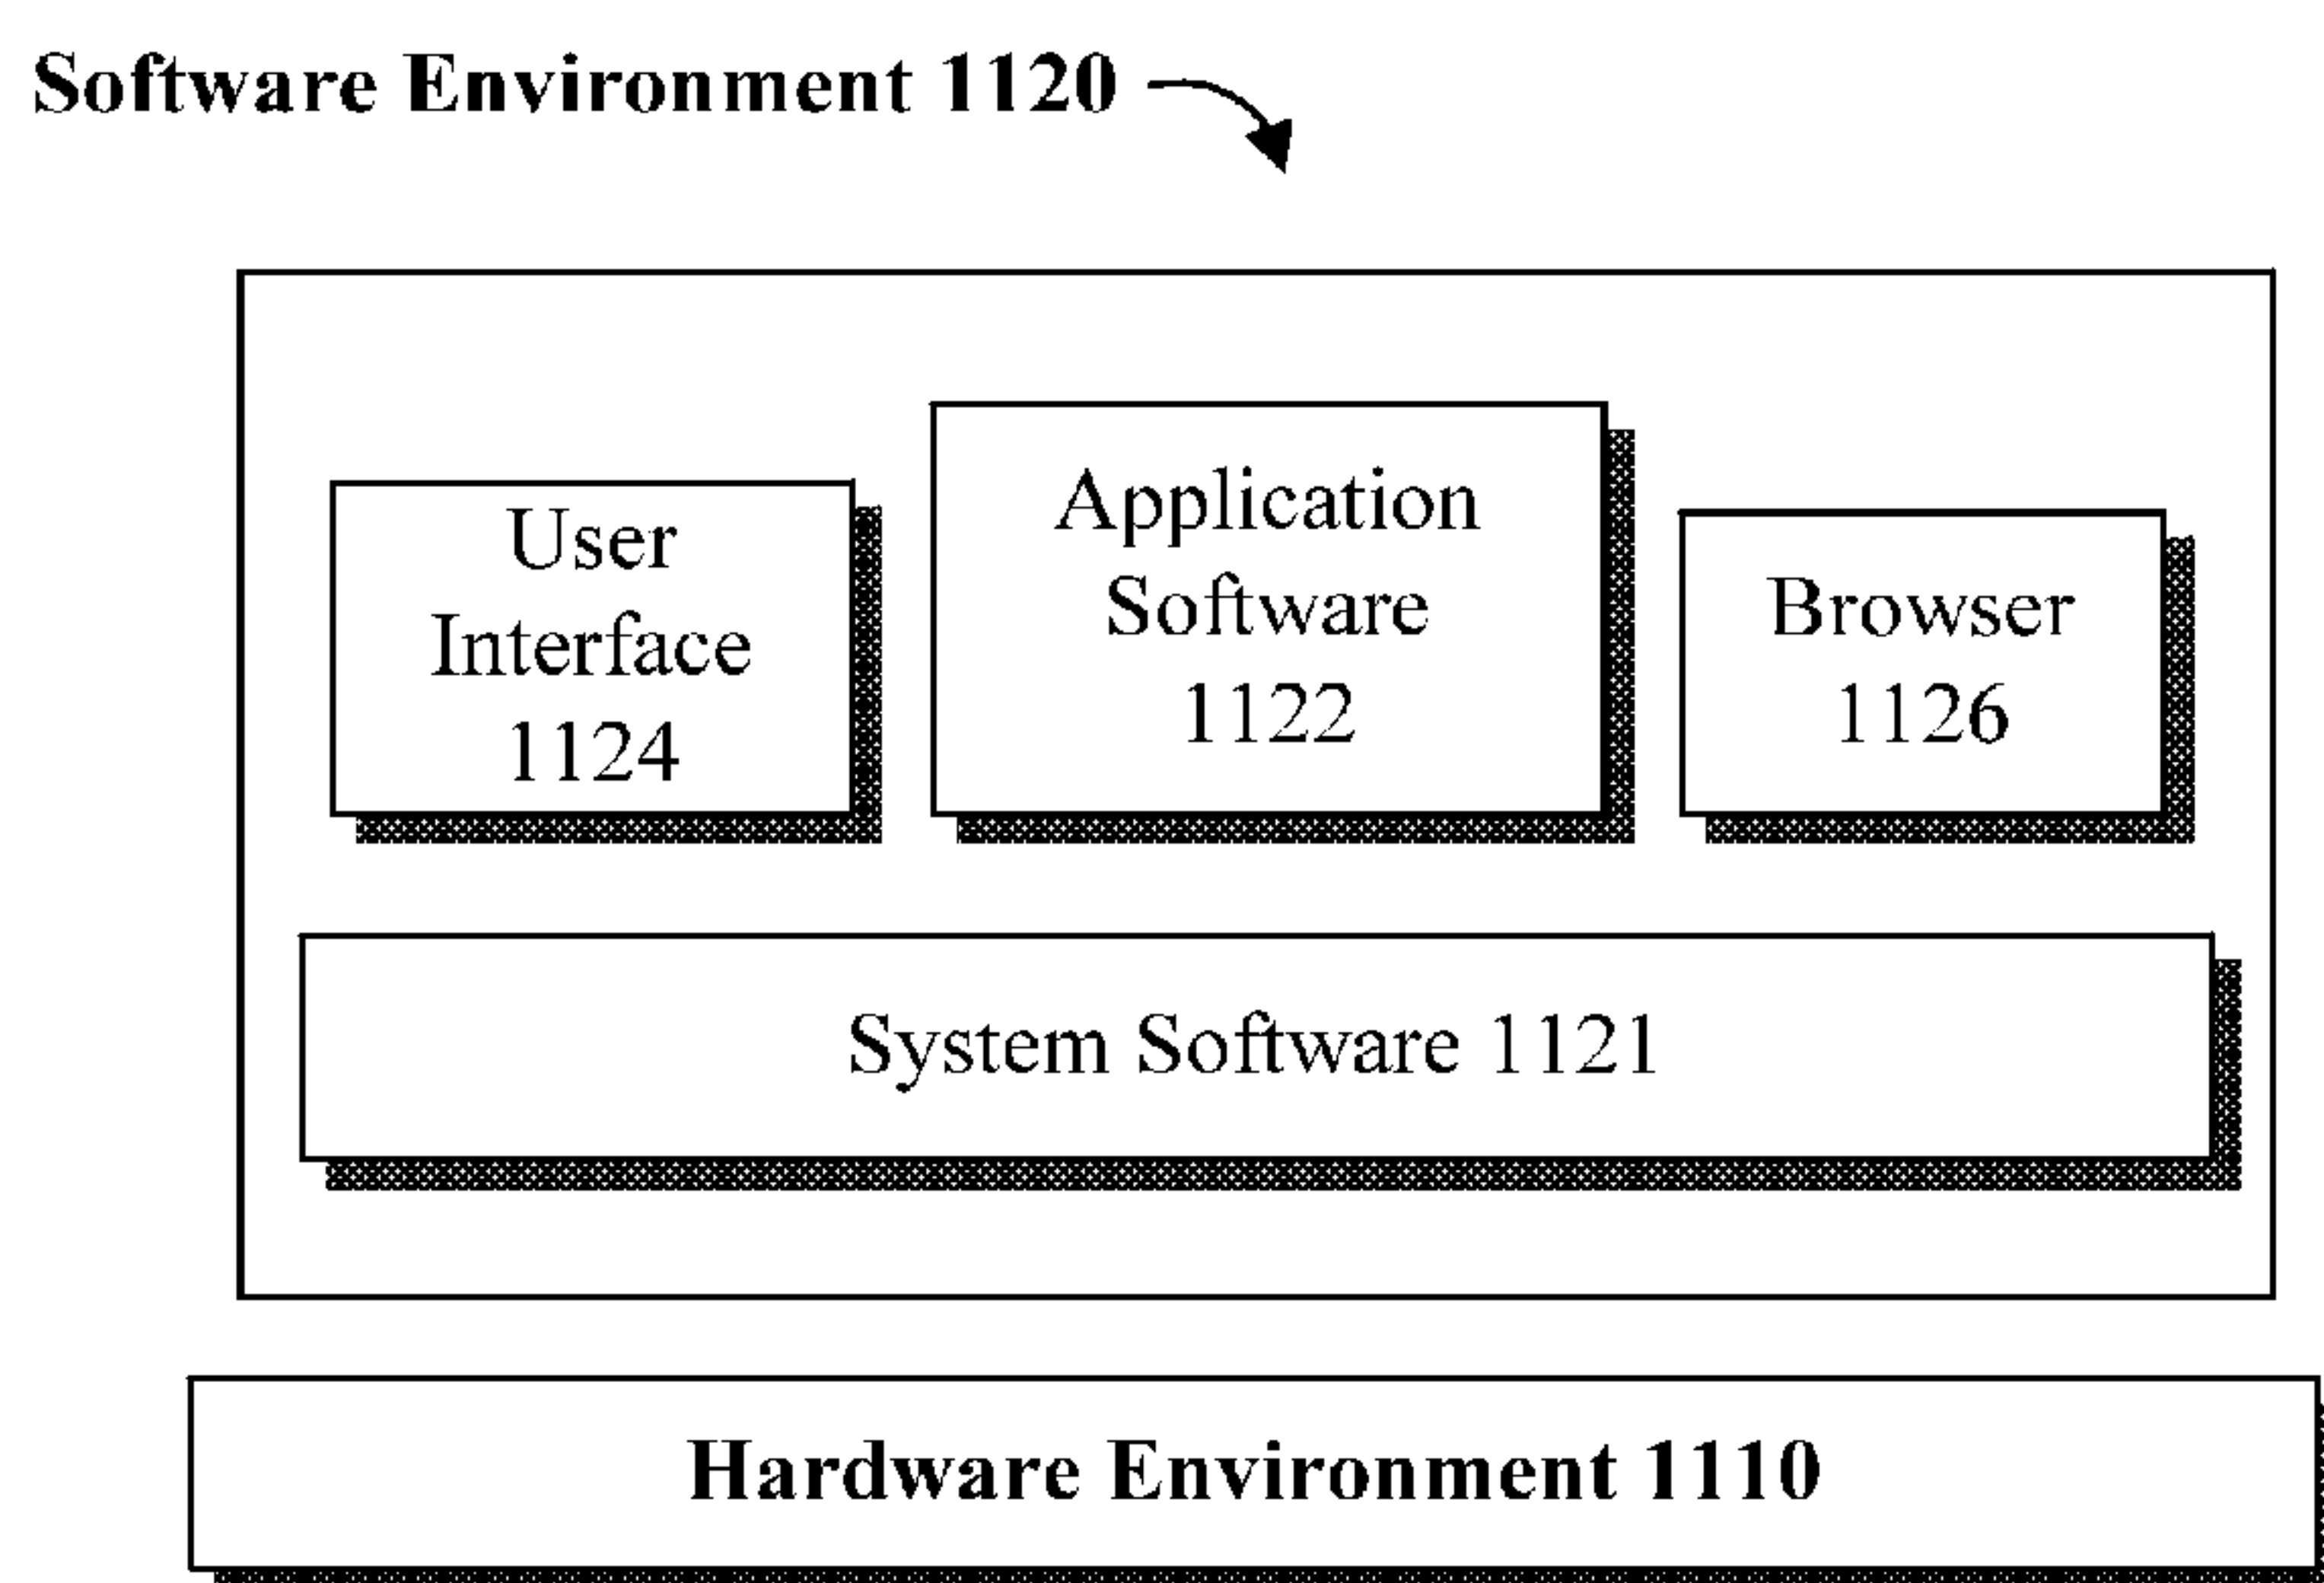 Software Environment 1120
User
Interface
1124
Application
Software
1122
Browser
1126
System Software 1121
Hardware Environment 1110